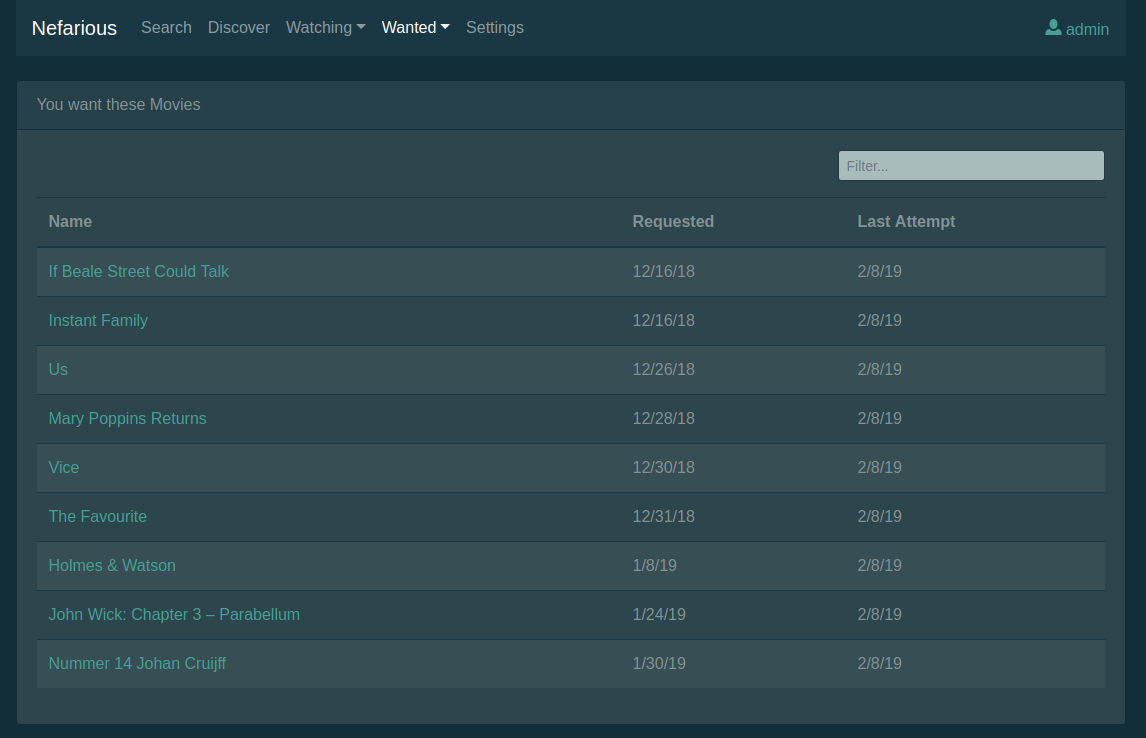 Nefarious Search Discover Watching Wanted Settings admin
You want these Movies
Filter...
Name Requested Last Attempt
If Beale Street Could Talk 12/16/18 2/8/19
Instant Family 12/16/18 2/8/19
Us 12/26/18 2/8/19
Mary Poppins Returns 12/28/18 2/8/19
Vice 12/30/18 2/8/19
The Favourite 12/31/18 2/8/19
Holmes & Watson 1/8/19 2/8/19
John Wick: Chapter 3 – Parabellum 1/24/19 2/8/19
Nummer 14 Johan Cruijff 1/30/19 2/8/19